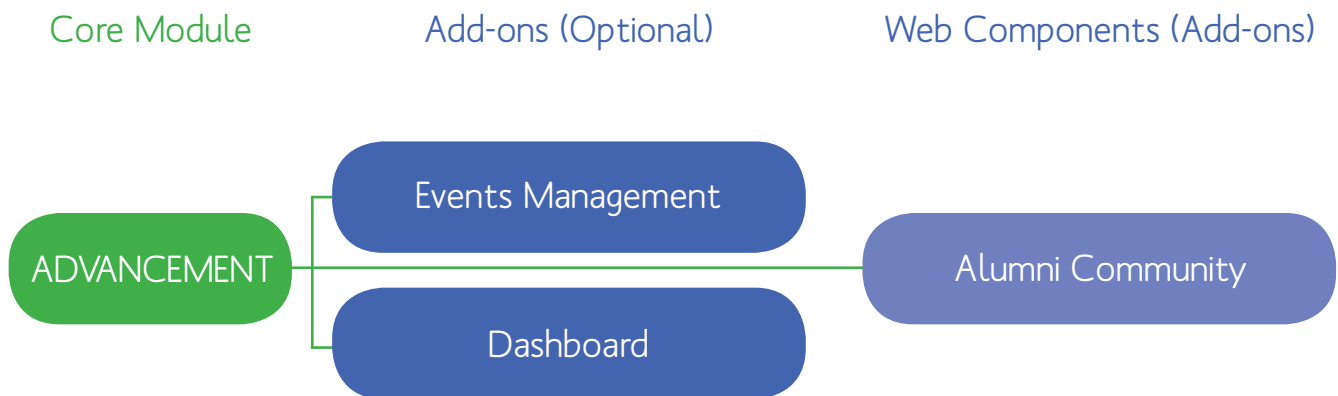 Core Module
Add-ons (Optional)
Web Components (Add-ons)
Events Management
ADVANCEMENT
Alumni Community
Dashboard